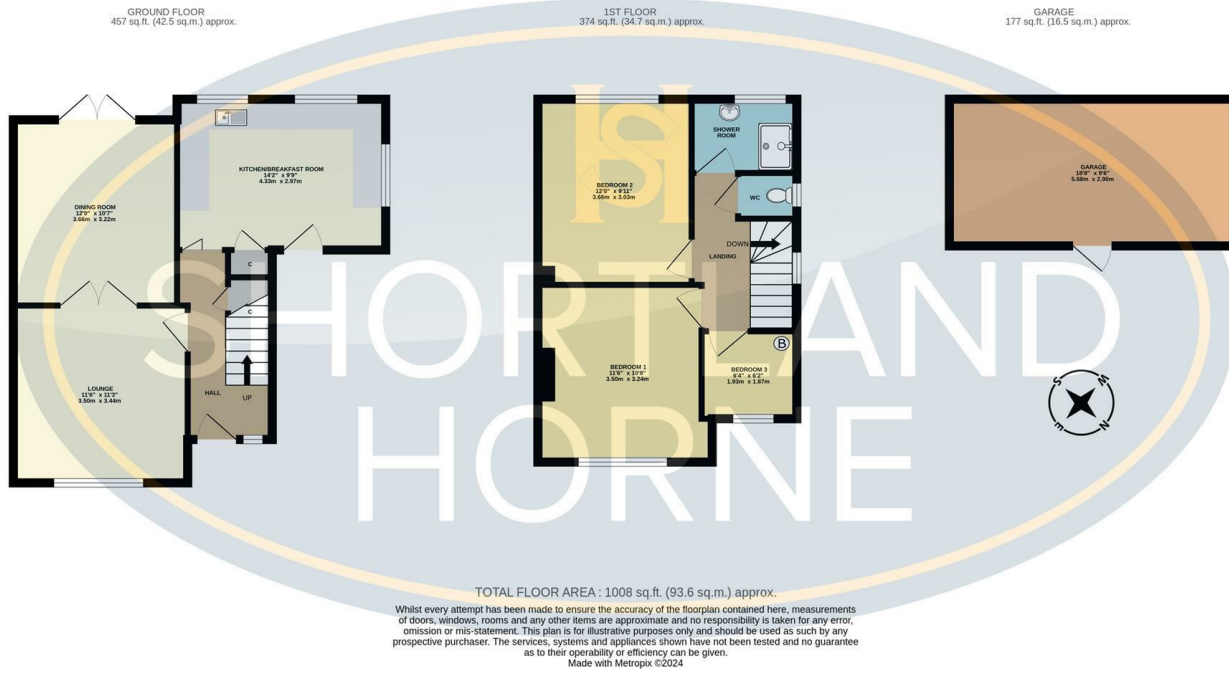 GROUND FLOOR
457 sq.ft. (42.5 sq.m.) approx.
1ST FLOOR
374 sq.ft. (34.7 sq.m.) approx.
GARAGE
177 sq.ft. (16.5 sq.m.) approx.
KITCHEN/BREAKFAST ROOM
14'2" x 9'9"
4.33m x 2.97m
DINING ROOM
12'0" x 10'7"
3.66m x 3.22m
C
C
LOUNGE
11'6" x 11'3"
3.50m x 3.44m
HALL
UP
SHOWER
ROOM
BEDROOM 2
12'0" x 9'11"
3.66m x 3.03m
WC
DOWN
LANDING
BEDROOM 1
11'6" x 10'8"
3.50m x 3.24m
B
BEDROOM 3
6'4" x 6'2"
1.93m x 1.87m
GARAGE
18'8" x 9'6"
5.68m x 2.90m
S
W
E
N
SH
SHORTLAND
HORNE
TOTAL FLOOR AREA : 1008 sq.ft. (93.6 sq.m.) approx.
Whilst every attempt has been made to ensure the accuracy of the floorplan contained here, measurements
of doors, windows, rooms and any other items are approximate and no responsibility is taken for any error,
omission or mis-statement. This plan is for illustrative purposes only and should be used as such by any
prospective purchaser. The services, systems and appliances shown have not been tested and no guarantee
as to their operability or efficiency can be given.
Made with Metropix ©2024